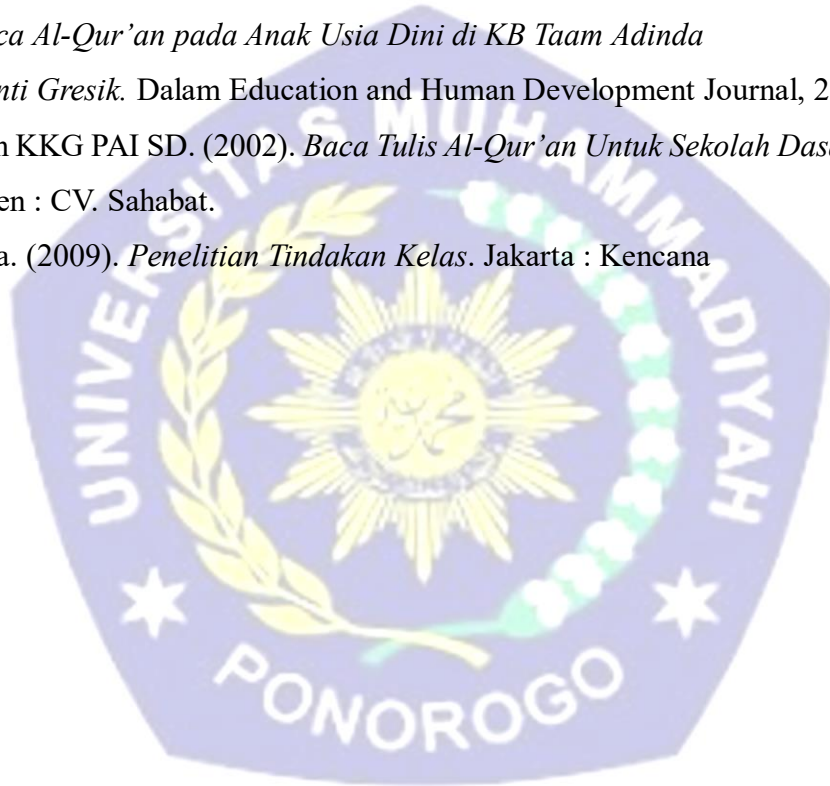 ca Al-Qur’an pada Anak Usia Dini di KB Taam Adinda
nti Gresik. Dalam Education and Human Development Journal, 2
n KKG PAI SD. (2002). Baca Tulis Al-Qur’an Untuk Sekolah Das
en : CV. Sahabat.
a. (2009). Penelitian Tindakan Kelas. Jakarta : Kencana
UNIVERSITAS MUHAMMADIYAH
PONOROGO